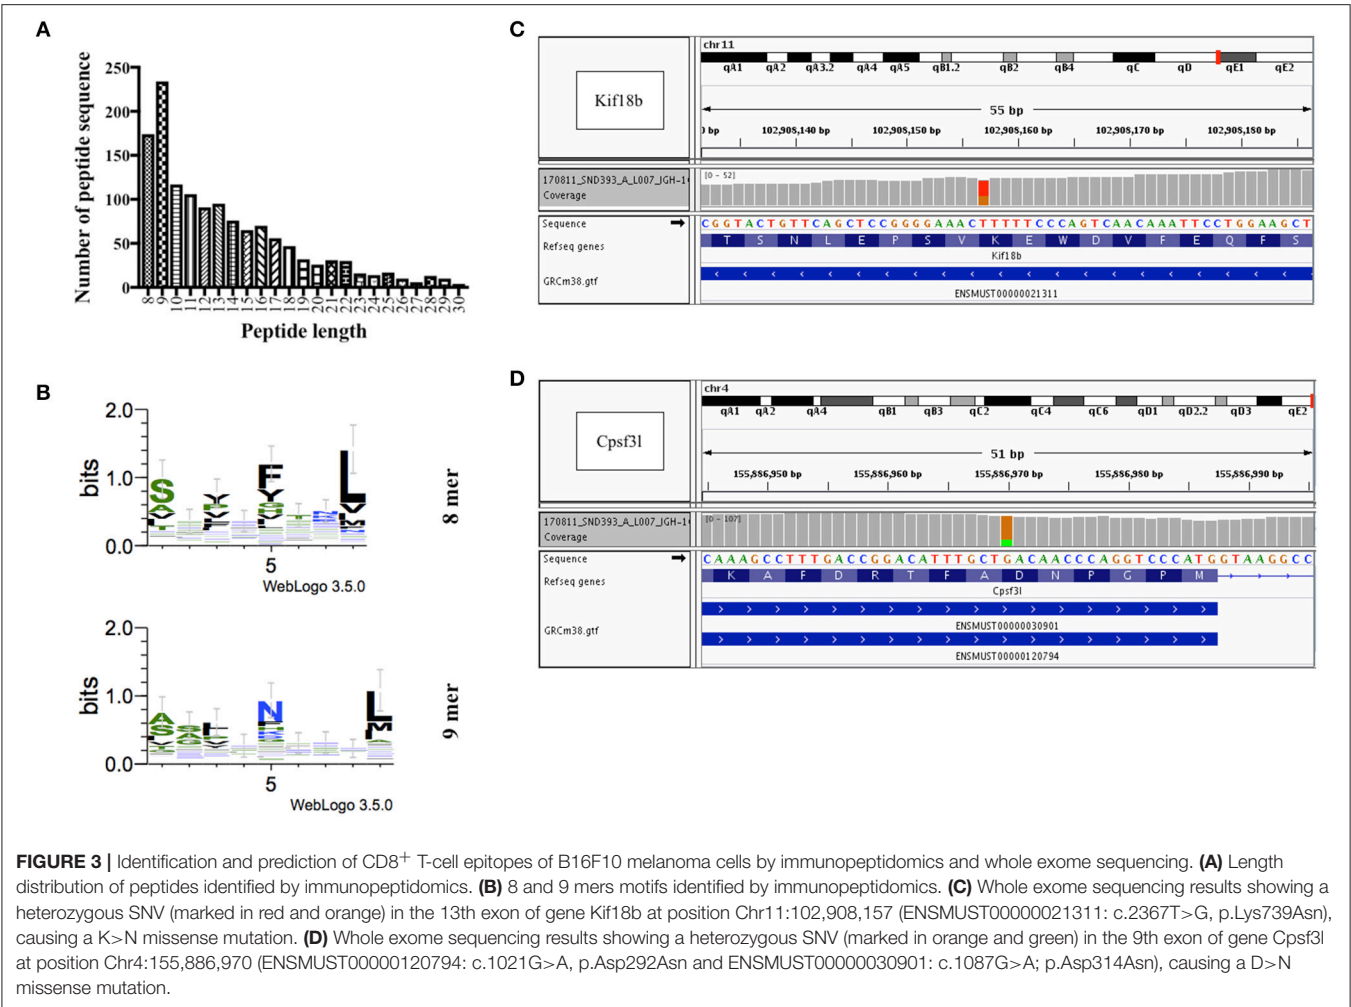 A
Number of peptide sequence
250
200
150
100
50
0
8 9 10 11 12 13 14 15 16 17 18 19 20 21 22 23 24 25 26 27 28 29 30
Peptide length
B
2.0
1.0
0.0
bits
5
8 mer
WebLogo 3.5.0
2.0
1.0
0.0
bits
5
9 mer
WebLogo 3.5.0
C
Kif18b
chr11
qA1 qA2 qA3.2 qA4 qA5 qB1.2 qB2 qB4 qC qD qE1 qE2
55 bp
0 bp 102,908,140 bp 102,908,150 bp 102,908,160 bp 102,908,170 bp 102,908,180 bp
170811_SND393_A_L007_JGH-1
Coverage
[0 - 52]
Sequence
C G G T A C T G T T C A G C T C C G G G G A A A C T T T T T C C C A G T C A A C A A A T T C C T G G A A G C T
Refseq genes
T S N L E P S V K E W D V F E Q F S
Kif18b
GRCm38.gtf
ENSMUST00000021311
D
Cpsf3l
chr4
qA1 qA2 qA4 qB1 qB3 qC2 qC4 qC6 qD1 qD2.2 qD3 qE2
51 bp
155,886,950 bp 155,886,960 bp 155,886,970 bp 155,886,980 bp 155,886,990 bp
170811_SND393_A_L007_JGH-1
Coverage
[0 - 107]
Sequence
C A A A G C C T T T G A C C G G A C A T T T G C T G A C A A C C C A G G T C C C A T G G T A A G G C C
Refseq genes
K A F D R T F A D N P G P M
Cpsf3l
GRCm38.gtf
ENSMUST00000030901
ENSMUST00000120794
FIGURE 3 | Identification and prediction of CD8+ T-cell epitopes of B16F10 melanoma cells by immunopeptidomics and whole exome sequencing. (A) Length
distribution of peptides identified by immunopeptidomics. (B) 8 and 9 mers motifs identified by immunopeptidomics. (C) Whole exome sequencing results showing a
heterozygous SNV (marked in red and orange) in the 13th exon of gene Kif18b at position Chr11:102,908,157 (ENSMUST00000021311: c.2367T>G, p.Lys739Asn),
causing a K>N missense mutation. (D) Whole exome sequencing results showing a heterozygous SNV (marked in orange and green) in the 9th exon of gene Cpsf3l
at position Chr4:155,886,970 (ENSMUST00000120794: c.1021G>A, p.Asp292Asn and ENSMUST00000030901: c.1087G>A; p.Asp314Asn), causing a D>N
missense mutation.